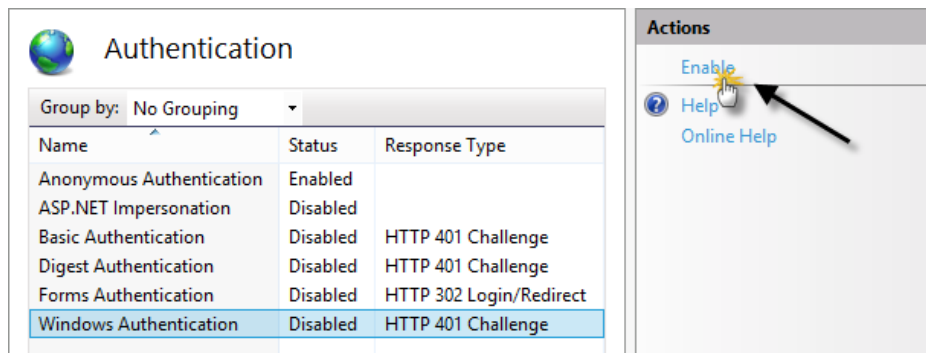 Authentication
Group by: No Grouping
Name Status Response Type
Anonymous Authentication Enabled
ASP.NET Impersonation Disabled
Basic Authentication Disabled HTTP 401 Challenge
Digest Authentication Disabled HTTP 401 Challenge
Forms Authentication Disabled HTTP 302 Login/Redirect
Windows Authentication Disabled HTTP 401 Challenge
Actions
Enable
Help
Online Help